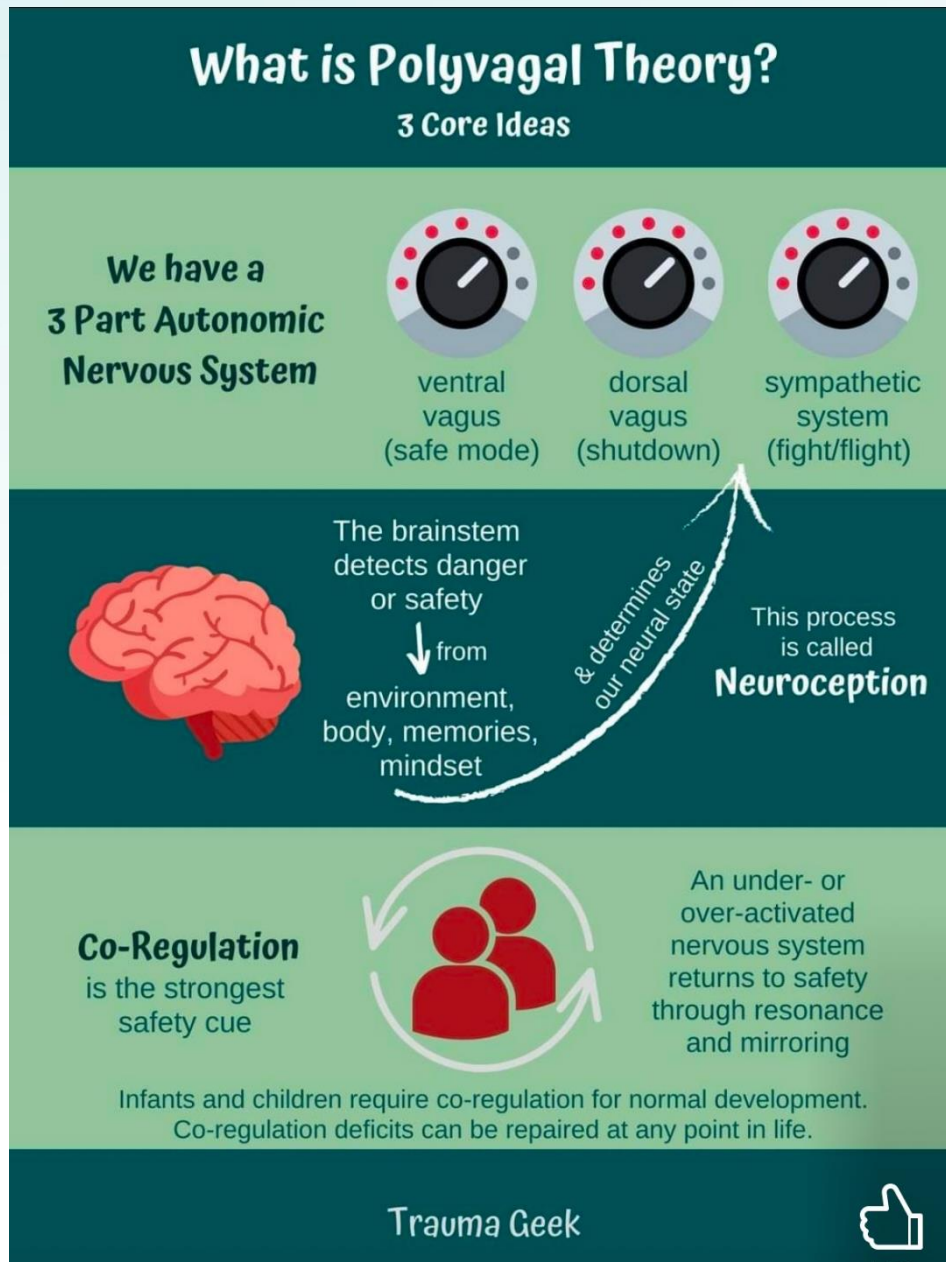 What is Polyvagal Theory?
3 Core Ideas
We have a
3 Part Autonomic
Nervous System
ventral
vagus
(safe mode)
dorsal
vagus
(shutdown)
sympathetic
system
(fight/flight)
The brainstem
detects danger
or safety
from
environment,
body, memories,
mindset
& determines
our neural state
This process
is called
Neuroception
Co-Regulation
is the strongest
safety cue
An under- or
over-activated
nervous system
returns to safety
through resonance
and mirroring
Infants and children require co-regulation for normal development.
Co-regulation deficits can be repaired at any point in life.
Trauma Geek